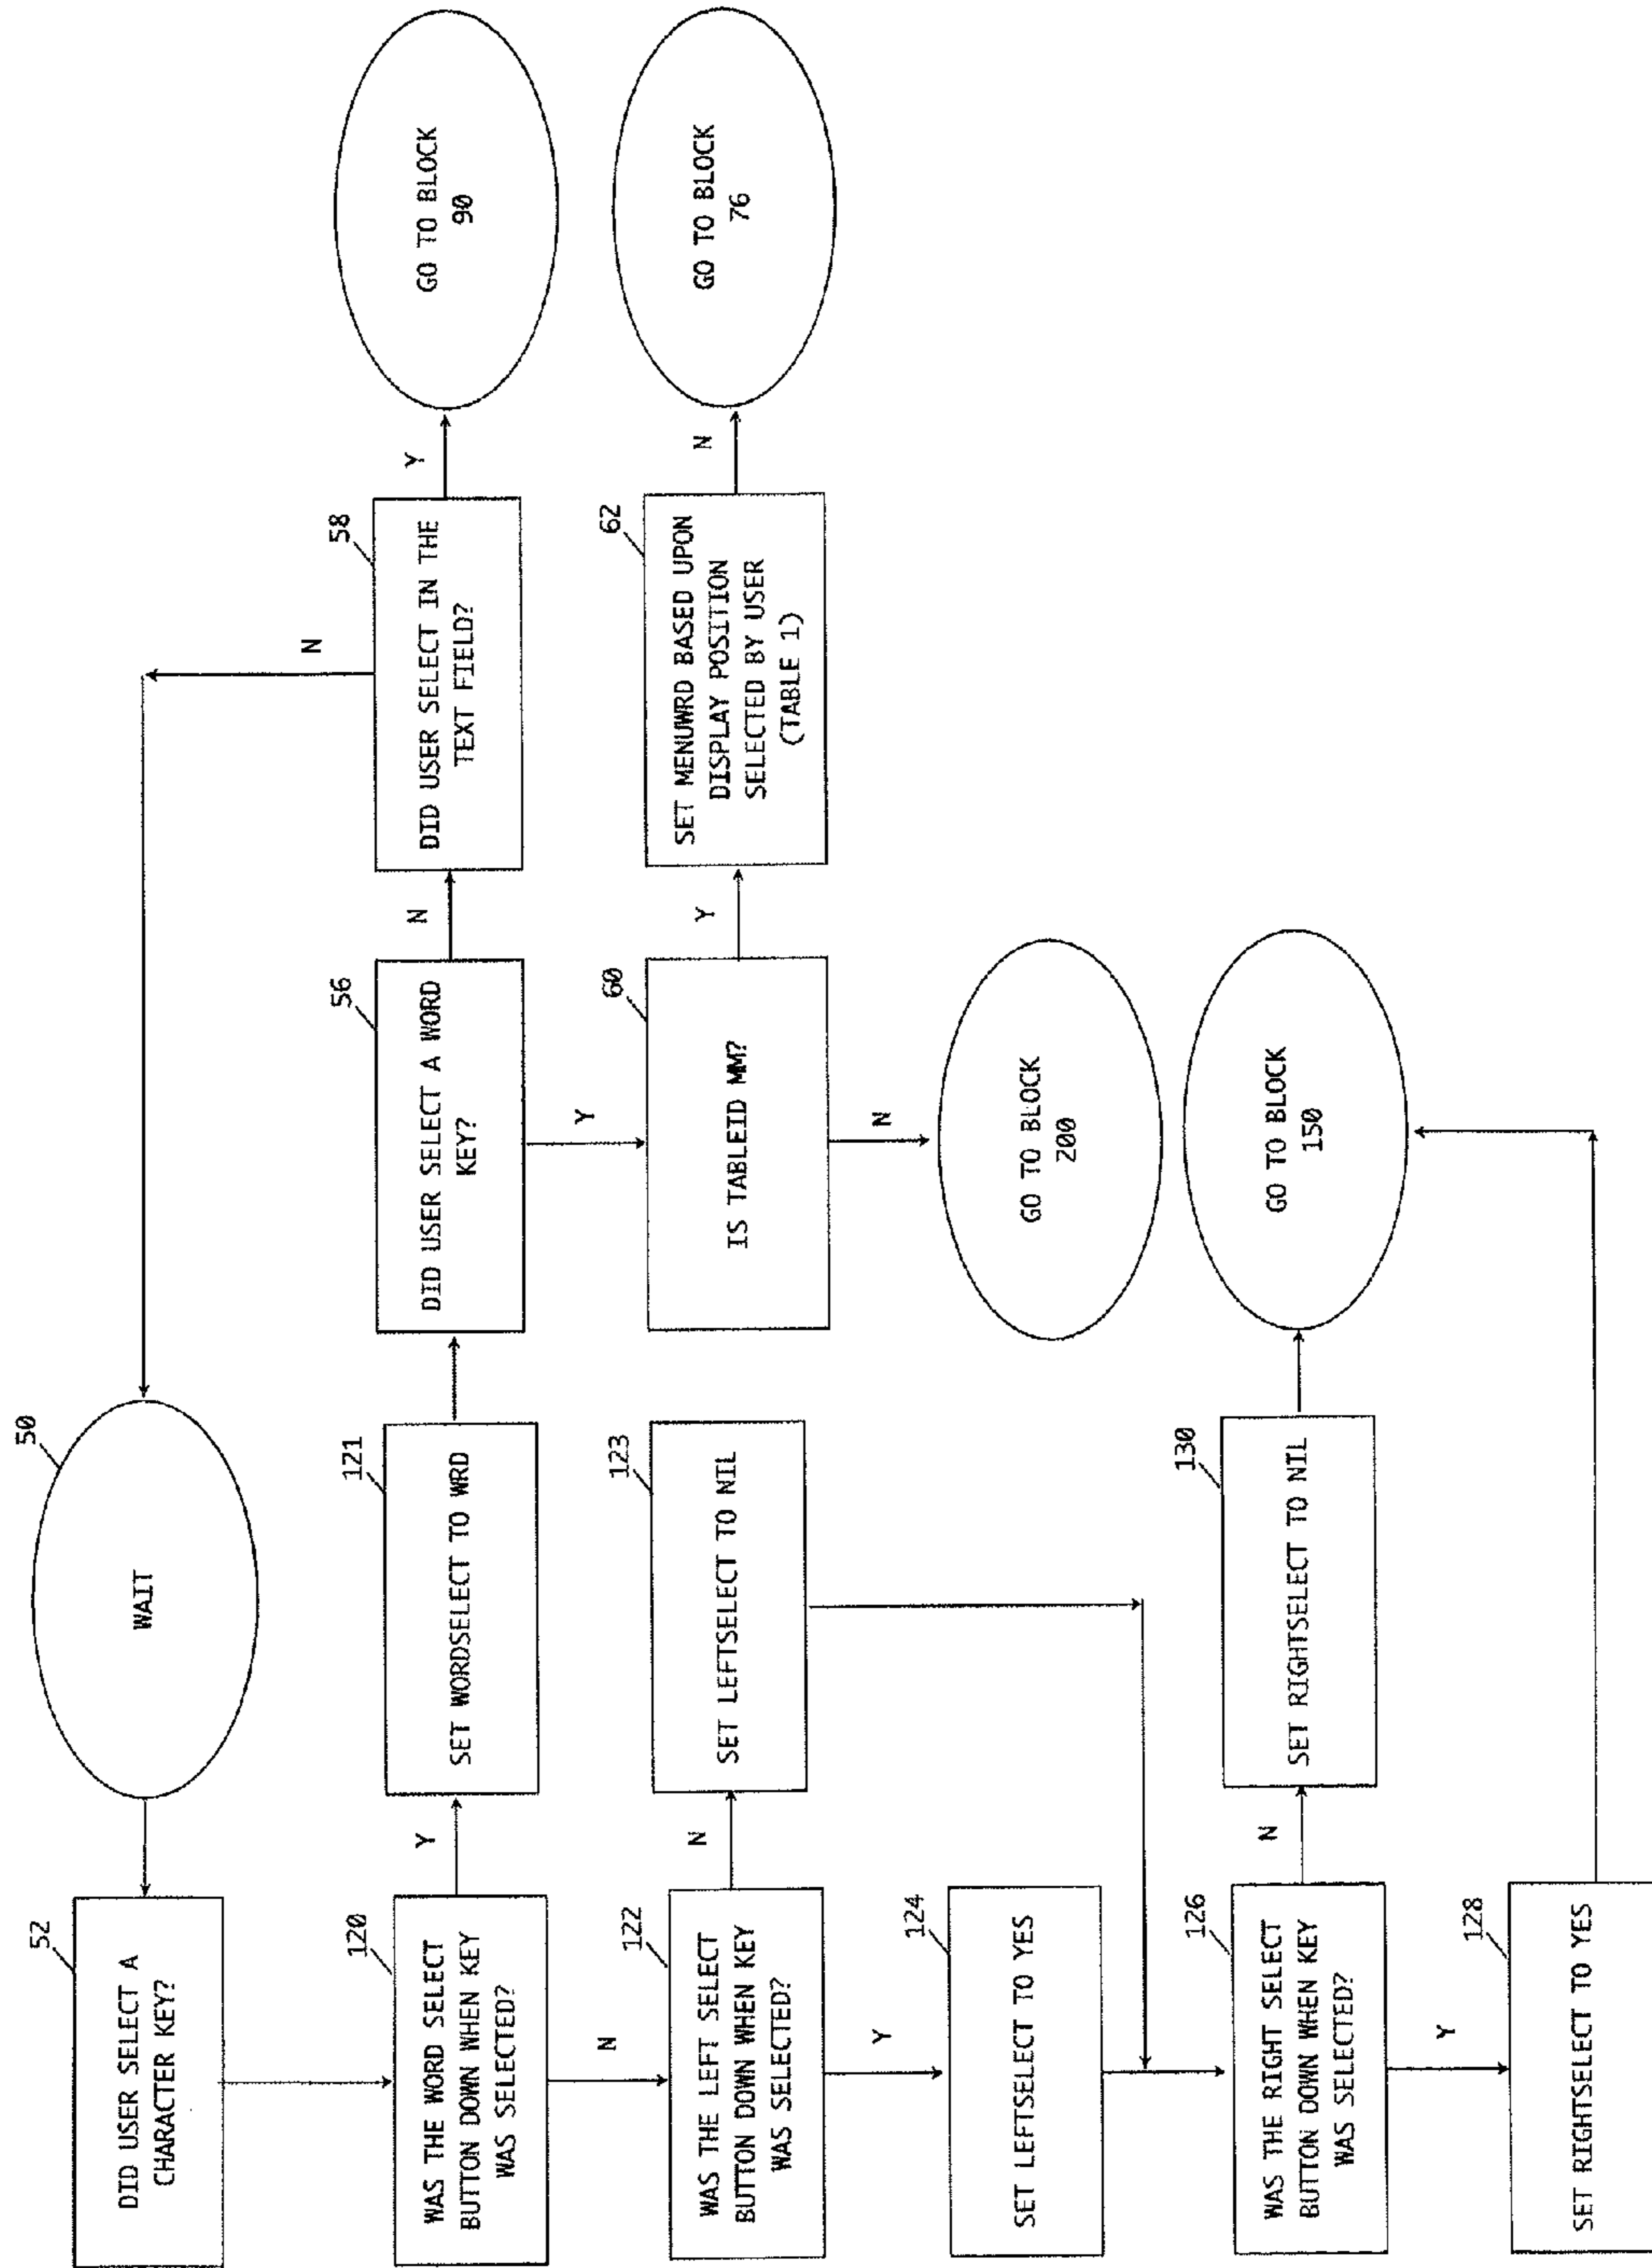 50
WAIT
52
DID USER SELECT A
CHARACTER KEY?
120
WAS THE WORD SELECT
BUTTON DOWN WHEN KEY
WAS SELECTED?
Y
121
SET WORDSELECT TO WRD
56
DID USER SELECT A WORD
KEY?
N
58
DID USER SELECT IN THE
TEXT FIELD?
N
Y
GO TO BLOCK
90
N
122
WAS THE LEFT SELECT
BUTTON DOWN WHEN KEY
WAS SELECTED?
N
123
SET LEFTSELECT TO NIL
Y
60
IS TABLEID MM?
Y
62
SET MENUWRD BASED UPON
DISPLAY POSITION
SELECTED BY USER
(TABLE 1)
N
GO TO BLOCK
76
Y
124
SET LEFTSELECT TO YES
N
GO TO BLOCK
200
126
WAS THE RIGHT SELECT
BUTTON DOWN WHEN KEY
WAS SELECTED?
N
130
SET RIGHTSELECT TO NIL
GO TO BLOCK
150
Y
128
SET RIGHTSELECT TO YES